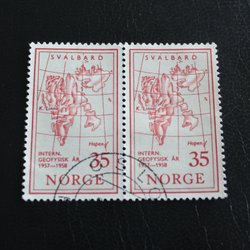 SVALBARD
Hopen
INTERN.
GEOFYSISK ÅR
1957-1958
35
NORGE
SVALBARD
Hopen
INTERN.
GEOFYSISK ÅR
1957-1958
35
NORGE